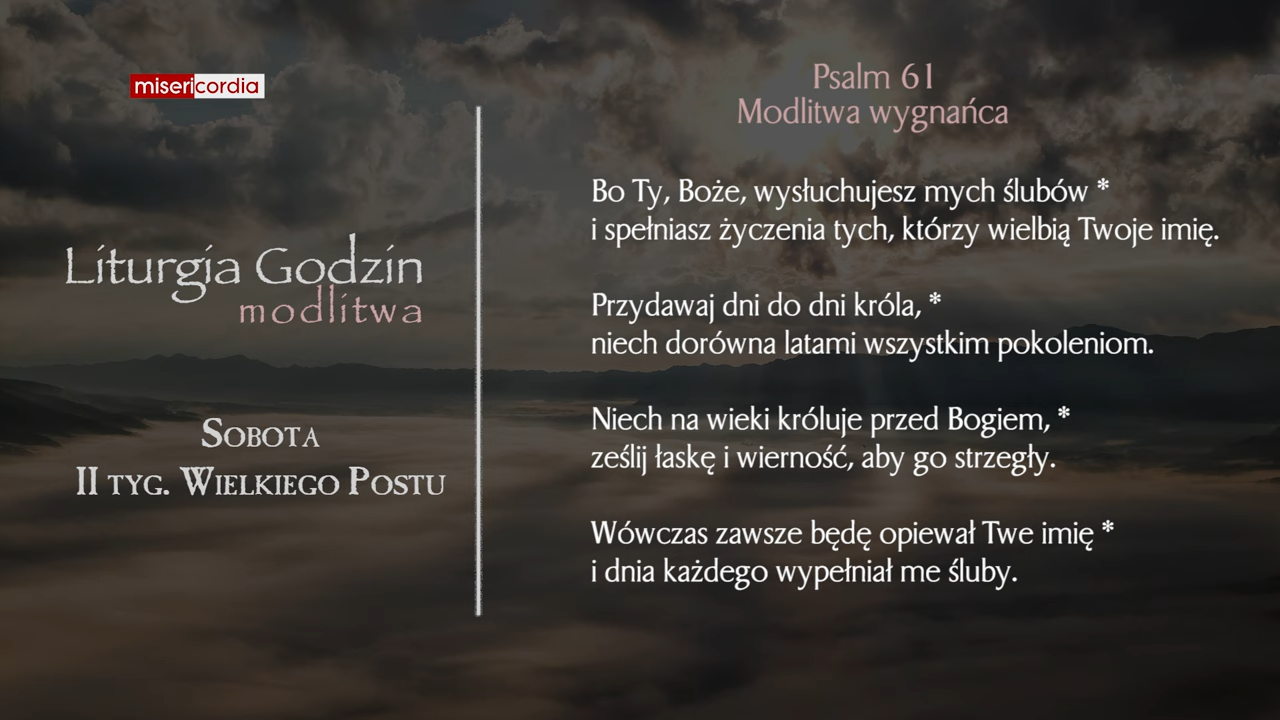 misericordia
Liturgia Godzin
modlitwa
Sobota
II tyg. Wielkiego Postu
Psalm 61
Modlitwa wygnańca
Bo Ty, Boże, wysłuchujesz mych ślubów *
i spełniasz życzenia tych, którzy wielbią Twoje imię.
Przydawaj dni do dni króla, *
niech dorówna latami wszystkim pokoleniom.
Niech na wieki króluje przed Bogiem, *
ześlij łaskę i wierność, aby go strzegły.
Wówczas zawsze będę opiewał Twe imię *
i dnia każdego wypełniał me śluby.